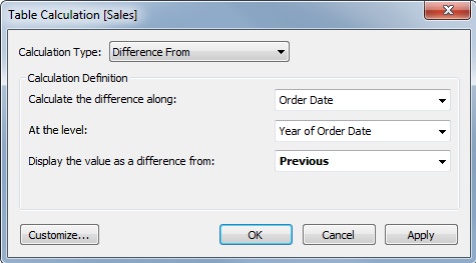 Table Calculation [Sales]
Calculation Type: Difference From
Calculation Definition
Calculate the difference along: Order Date
At the level: Year of Order Date
Display the value as a difference from: Previous
Customize... OK Cancel Apply